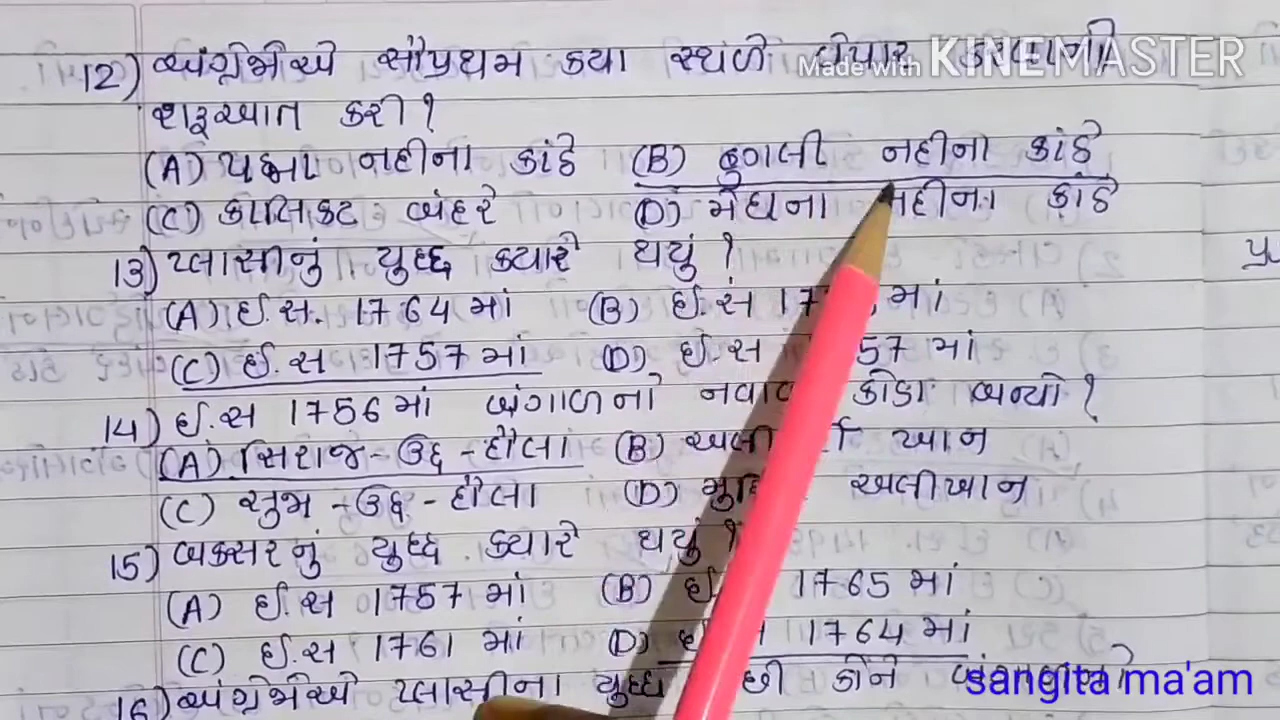 Made with KINEMASTER
12) અંગ્રેજોએ સૌપ્રથમ કયા સ્થળે વેપાર કરવાની
શરૂઆત કરી?
(A) પદ્મા નદીના કાંઠે (B) હુગલી નદીના કાંઠે
(C) કાલિકટ બંદરે (D) મેઘના નદીના કાંઠે
13) પ્લાસીનું યુદ્ધ ક્યારે થયું?
(A) ઈ.સ. 1764 માં (B) ઈ.સ માં
(C) ઈ.સ 1757 માં (D) ઈ.સ 57 માં
14) ઈ.સ 1756 માં બંગાળનો કોણ બન્યો?
(A) સિરાજ-ઉદ્-દૌલા (B) ખાન
(C) શુજા-ઉદ્-દૌલા (D) અલીખાન
15) બક્સરનું યુદ્ધ ક્યારે થયું?
(A) ઈ.સ 1757 માં (B) 1765 માં
(C) ઈ.સ 1761 માં (D) 1764 માં
16) અંગ્રેજોએ પ્લાસીના યુદ્ધ કોને
sangita ma'am